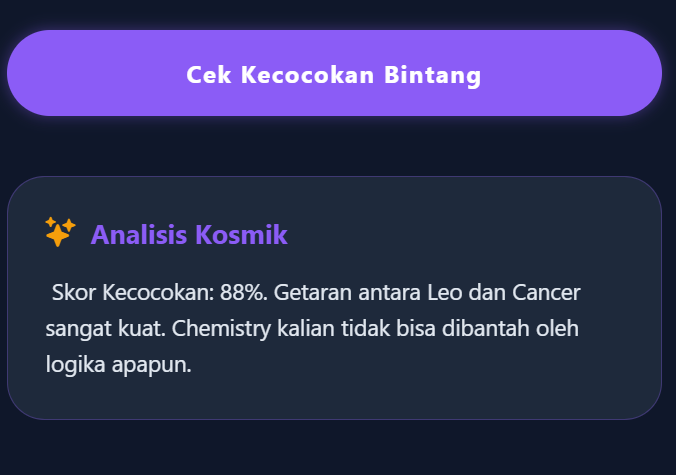 Cek Kecocokan Bintang
Analisis Kosmik
Skor Kecocokan: 88%. Getaran antara Leo dan Cancer
sangat kuat. Chemistry kalian tidak bisa dibantah oleh
logika apapun.